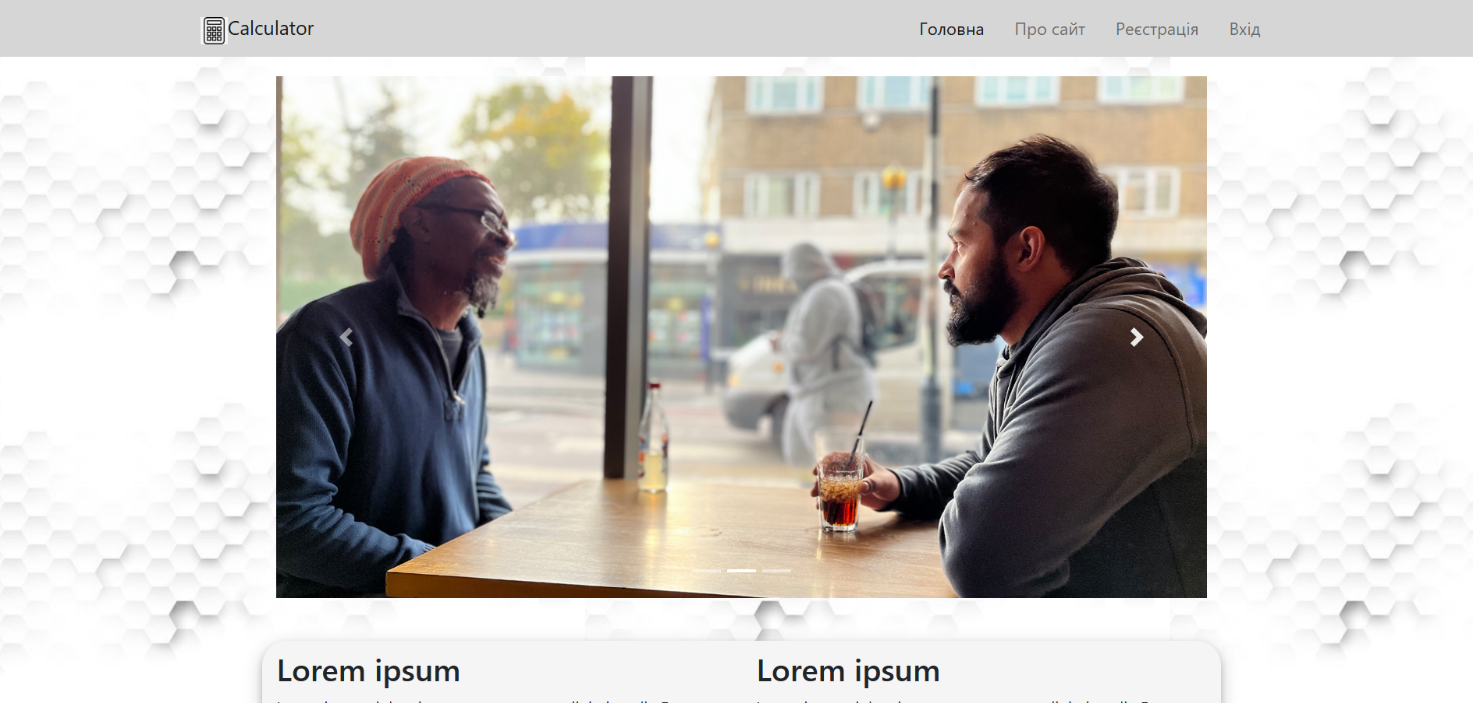 Calculator
Головна Про сайт Реєстрація Вхід
Lorem ipsum Lorem ipsum